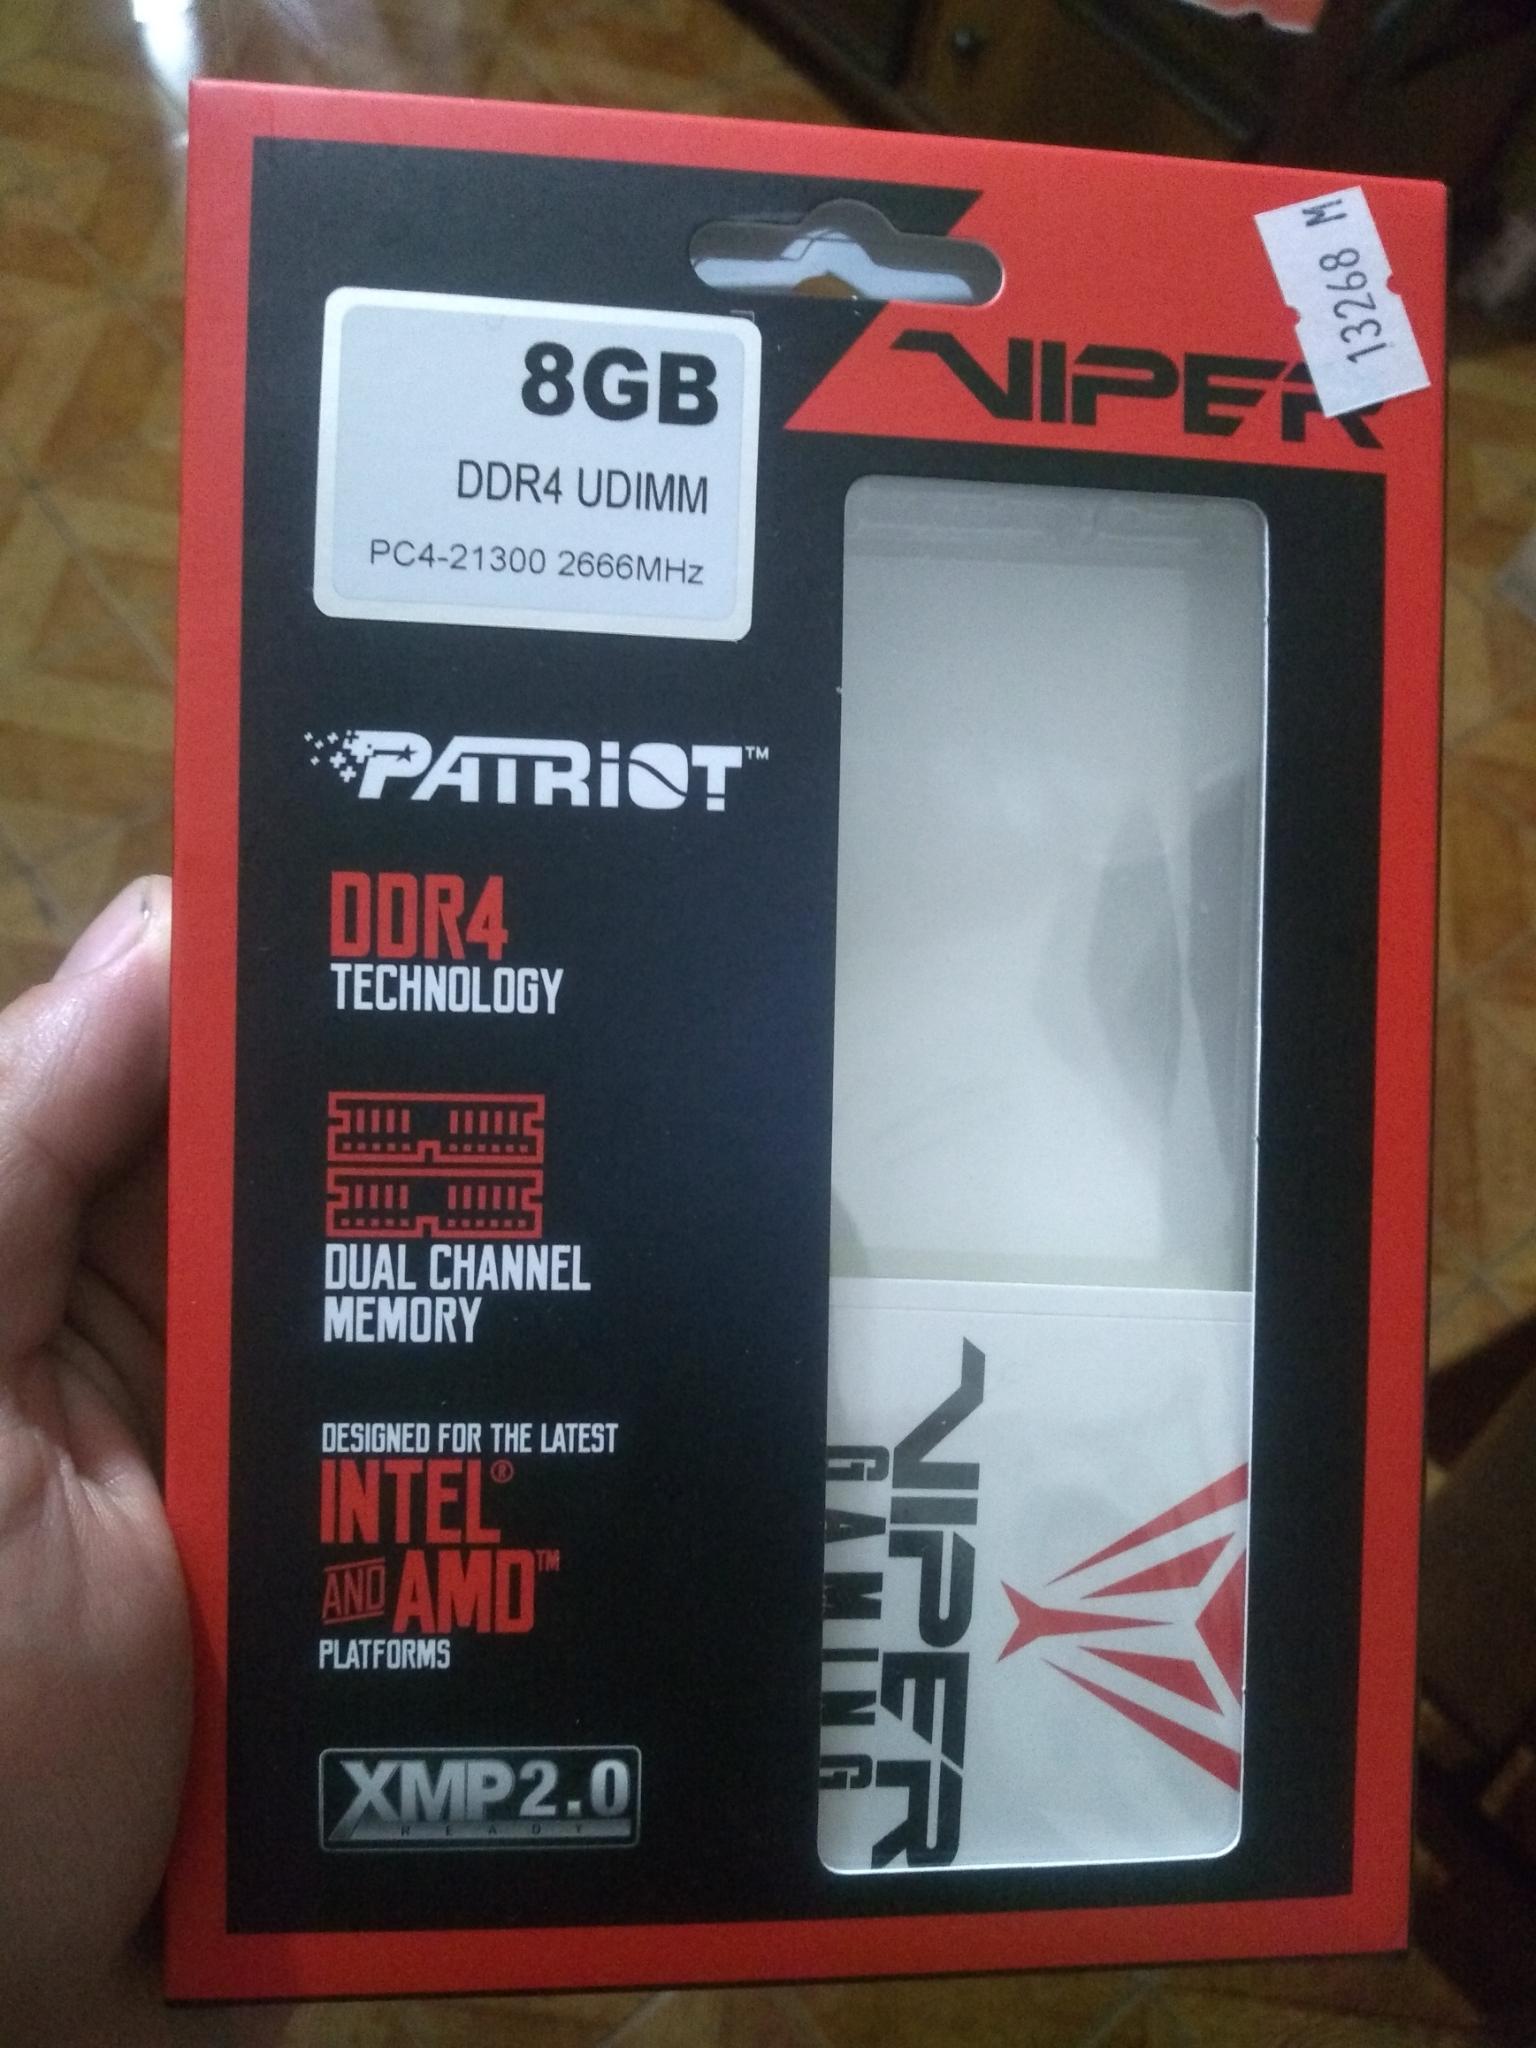 13268 M
VIPER
8GB
DDR4 UDIMM
PC4-21300 2666MHz
PATRiOT™
DDR4
TECHNOLOGY
DUAL CHANNEL
MEMORY
DESIGNED FOR THE LATEST
INTEL®
AND AMD™
PLATFORMS
XMP2.0
READY
VIPER
GAMING